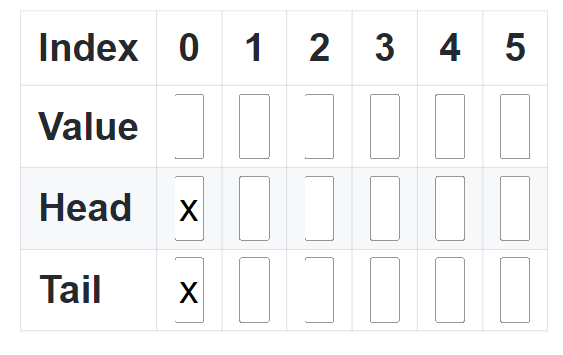 Index 0 1 2 3 4 5
Value
Head x
Tail x